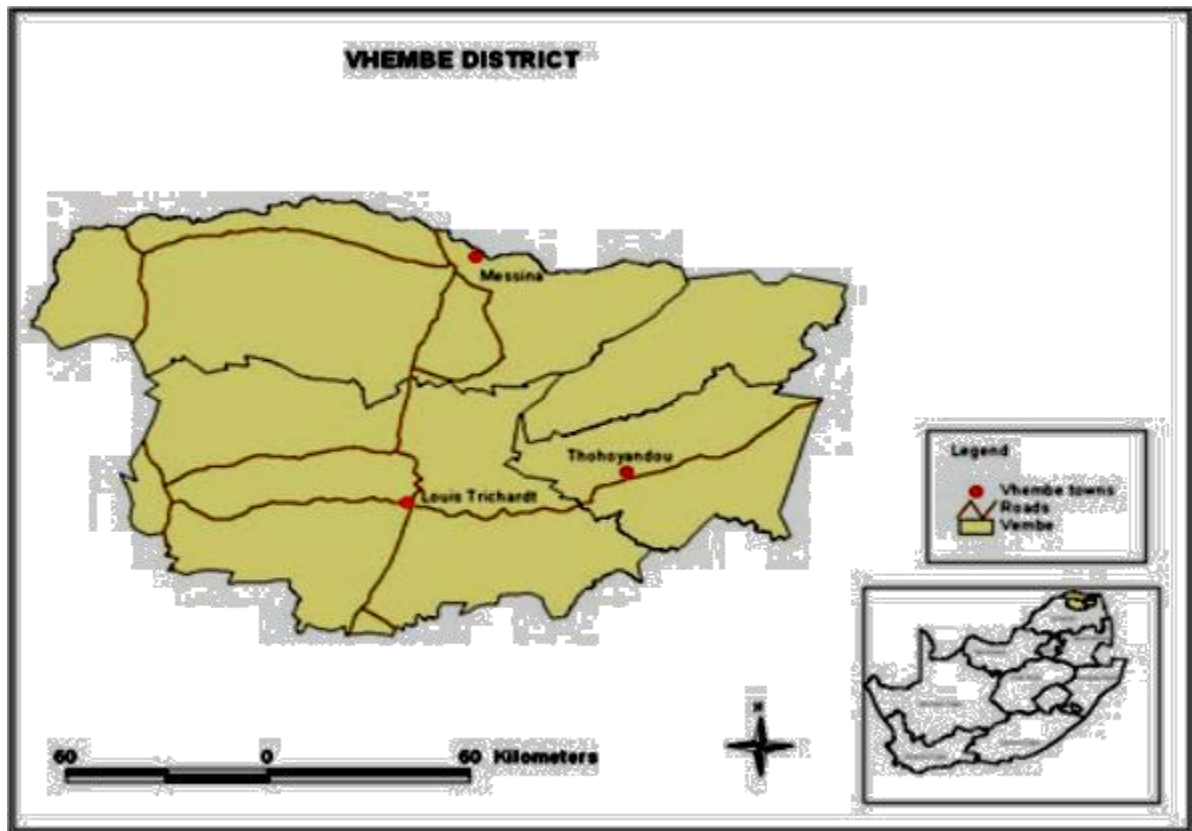 VHEMBE DISTRICT
Messina
Thohoyandou
Louis Trichardt
Legend
Vhembe towns
Roads
Vembe
N
60 0 60 Kilometers